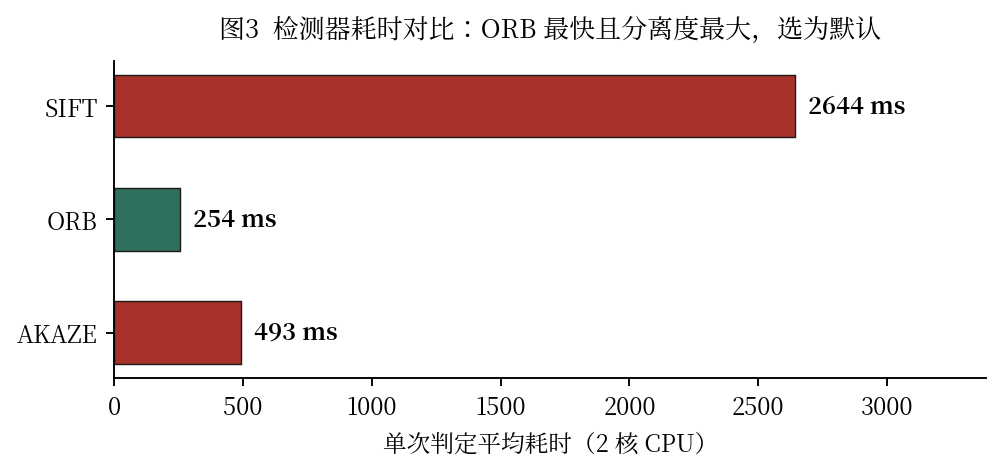 图3 检测器耗时对比：ORB 最快且分离度最大，选为默认
SIFT
2644 ms
ORB
254 ms
AKAZE
493 ms
0 500 1000 1500 2000 2500 3000
单次判定平均耗时（2 核 CPU）